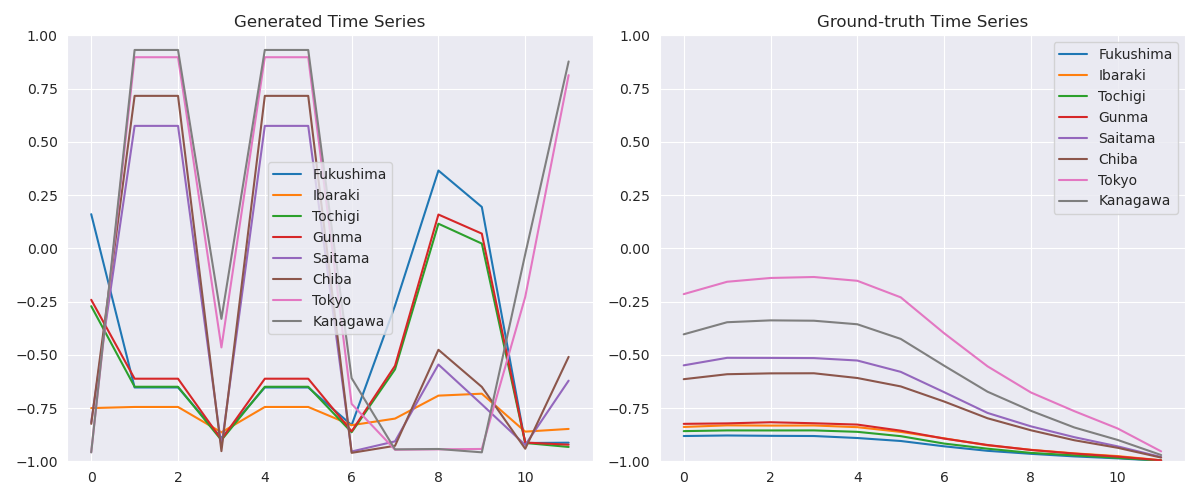 Generated Time Series
1.00
0.75
0.50
0.25
0.00
−0.25
−0.50
−0.75
−1.00
0 2 4 6 8 10
Fukushima
Ibaraki
Tochigi
Gunma
Saitama
Chiba
Tokyo
Kanagawa
Ground-truth Time Series
1.00
0.75
0.50
0.25
0.00
−0.25
−0.50
−0.75
−1.00
0 2 4 6 8 10
Fukushima
Ibaraki
Tochigi
Gunma
Saitama
Chiba
Tokyo
Kanagawa